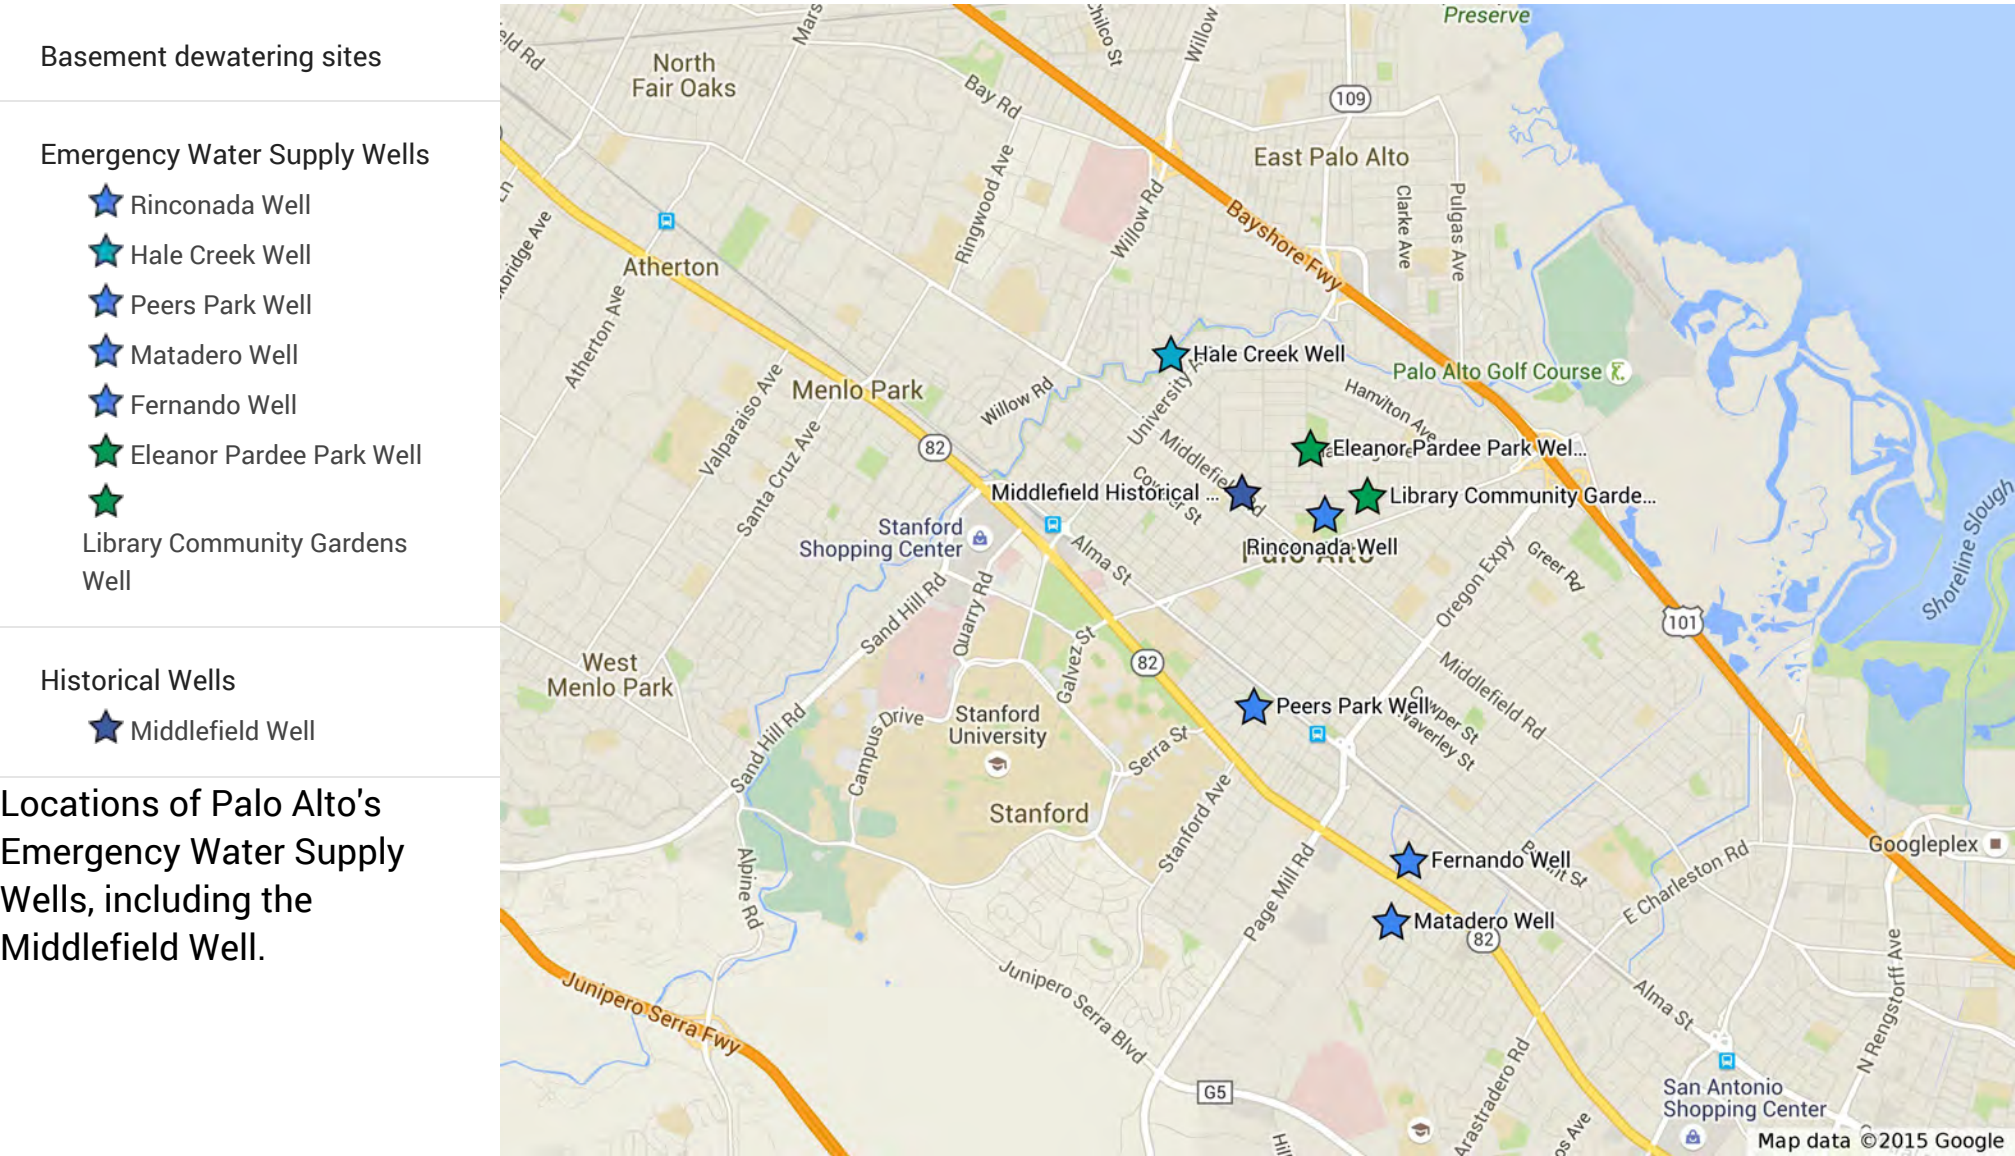 Basement dewatering sites
Emergency Water Supply Wells
Rinconada Well
Hale Creek Well
Peers Park Well
Matadero Well
Fernando Well
Eleanor Pardee Park Well
Library Community Gardens
Well
Historical Wells
Middlefield Well
Locations of Palo Alto's
Emergency Water Supply
Wells, including the
Middlefield Well.
Preserve
Willow
North
Fair Oaks
Bay Rd
109
East Palo Alto
Ringwood Ave
Willow Rd
Clarke Ave
Pulgas Ave
Bayshore Fwy
Atherton
Atherton Ave
Hale Creek Well
Palo Alto Golf Course
Menlo Park
Willow Rd
University
Hamilton Ave
Valparaiso Ave
Santa Cruz Ave
82
Eleanor Pardee Park Wel...
Middlefield Historical ...
Library Community Garde...
Rinconada Well
Palo Alto
Stanford
Shopping Center
Alma St
Oregon Expy
Greer Rd
Shoreline Slough
Sand Hill Rd
Quarry Rd
Galvez St
101
82
West
Menlo Park
Middlefield Rd
Cowper St
Waverley St
Peers Park Well
Sand Hill Rd
Campus Drive
Stanford
University
Serra St
Stanford
Stanford Ave
Page Mill Rd
Alpine Rd
Fernando Well
E Charleston Rd
Googleplex
Matadero Well
82
Junipero Serra Fwy
Junipero Serra Blvd
Alma St
N Rengstorff Ave
G5
Arastradero Rd
San Antonio
Shopping Center
Map data ©2015 Google